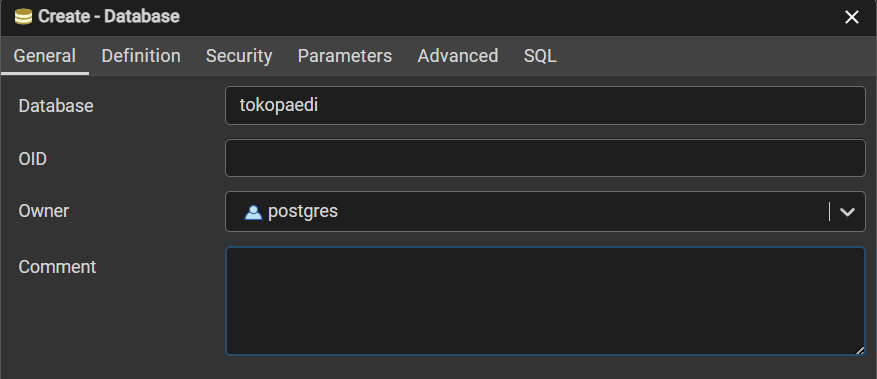 Create - Database
General Definition Security Parameters Advanced SQL
Database tokopaedi
OID
Owner postgres
Comment